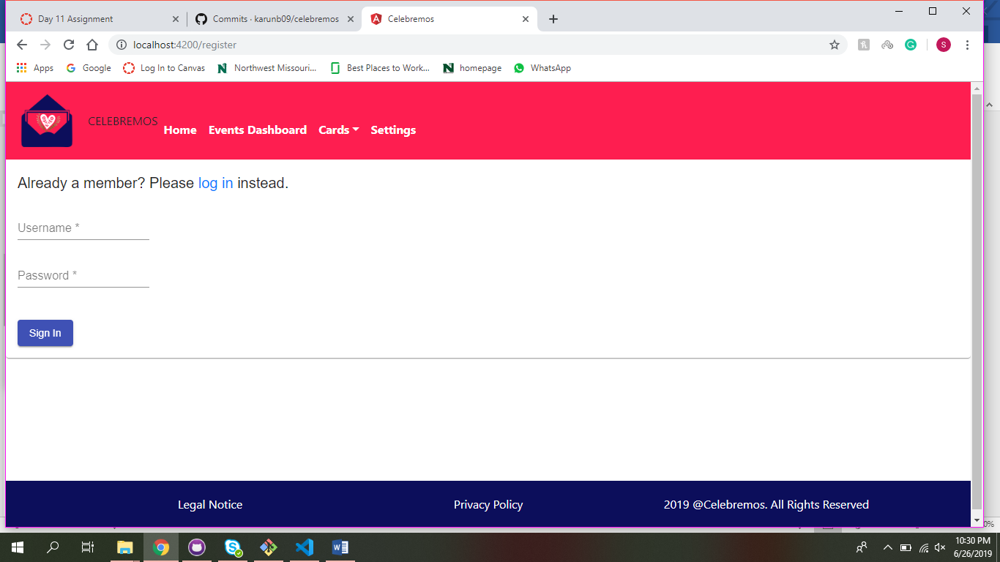 Day 11 Assignment
Commits · karunb09/celebremos
Celebremos
localhost:4200/register
S
Apps
Google
Log In to Canvas
Northwest Missouri...
Best Places to Work...
homepage
WhatsApp
CELEBREMOS
Home
Events Dashboard
Cards
Settings
Already a member? Please log in instead.
Username *
Password *
Sign In
Legal Notice
Privacy Policy
2019 @Celebremos. All Rights Reserved
0%
10:30 PM
6/26/2019